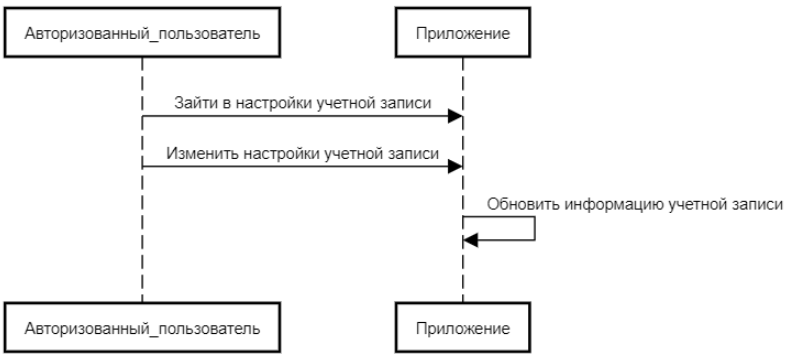 Авторизованный_пользователь
Приложение
Зайти в настройки учетной записи
Изменить настройки учетной записи
Обновить информацию учетной записи
Авторизованный_пользователь
Приложение